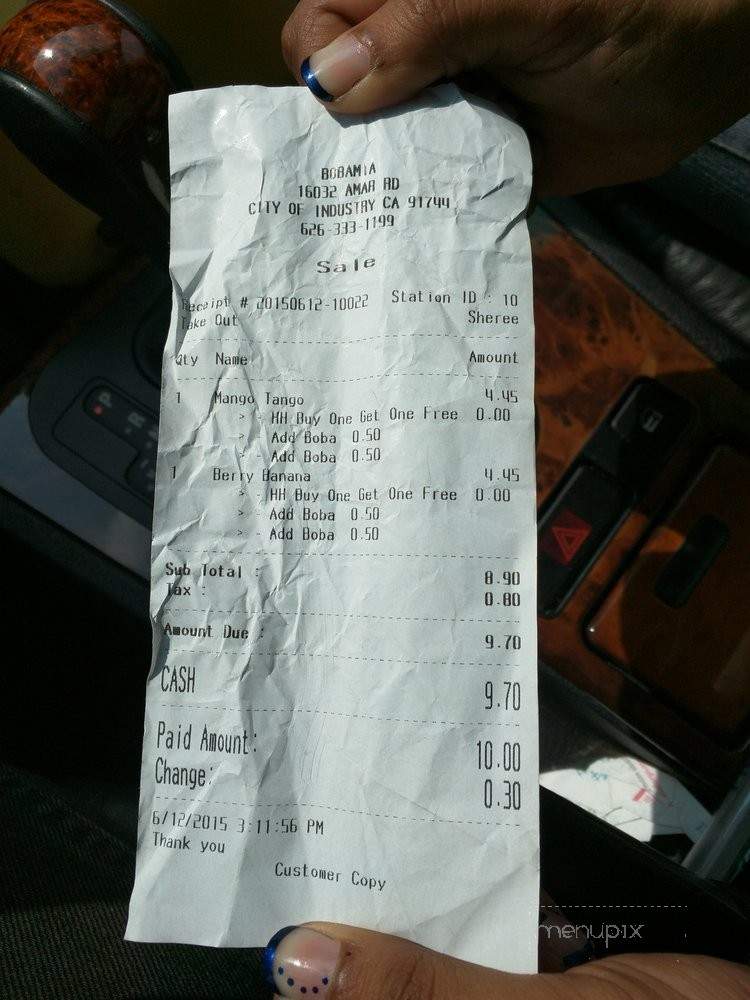 BOBAMIA
16032 AMAR RD
CITY OF INDUSTRY CA 91744
626-333-1199
Sale
Receipt # 20150612-10022 Station ID : 10
Take Out Sheree
Qty Name Amount
1 Mango Tango 4.45
> - HH Buy One Get One Free 0.00
> - Add Boba 0.50
> - Add Boba 0.50
1 Berry Banana 4.45
> - HH Buy One Get One Free 0.00
> - Add Boba 0.50
> - Add Boba 0.50
Sub Total : 8.90
Tax : 0.80
Amount Due : 9.70
CASH 9.70
Paid Amount: 10.00
Change: 0.30
6/12/2015 3:11:56 PM
Thank you
Customer Copy
menupix
P
R